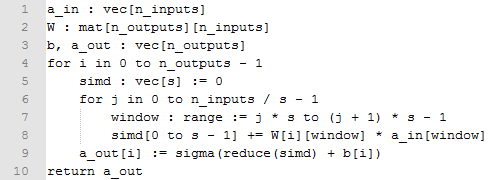 1 a_in : vec[n_inputs]
2 W : mat[n_outputs][n_inputs]
3 b, a_out : vec[n_outputs]
4 for i in 0 to n_outputs - 1
5     simd : vec[s] := 0
6     for j in 0 to n_inputs / s - 1
7         window : range := j * s to (j + 1) * s - 1
8         simd[0 to s - 1] += W[i][window] * a_in[window]
9     a_out[i] := sigma(reduce(simd) + b[i])
10 return a_out